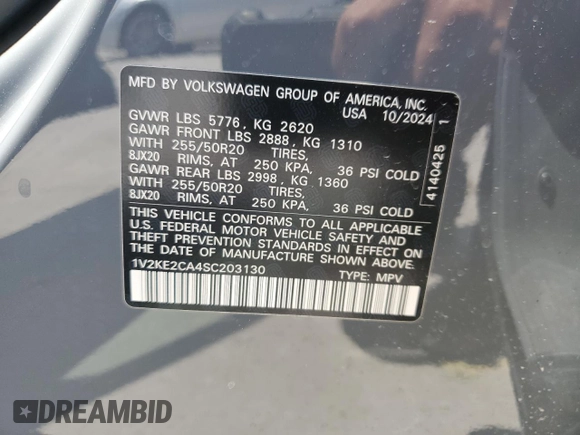 MFD BY VOLKSWAGEN GROUP OF AMERICA, INC.
USA 10/2024
GVWR LBS 5776, KG 2620
GAWR FRONT LBS 2888, KG 1310
WITH 255/50R20 TIRES,
8JX20 RIMS, AT 250 KPA, 36 PSI COLD
GAWR REAR LBS 2998, KG 1360
WITH 255/50R20 TIRES,
8JX20 RIMS, AT 250 KPA, 36 PSI COLD
THIS VEHICLE CONFORMS TO ALL APPLICABLE
U.S. FEDERAL MOTOR VEHICLE SAFETY AND
THEFT PREVENTION STANDARDS IN EFFECT ON
THE DATE OF MANUFACTURE SHOWN ABOVE.
1V2KE2CA4SC203130 TYPE: MPV
4140425 1
DREAMBID